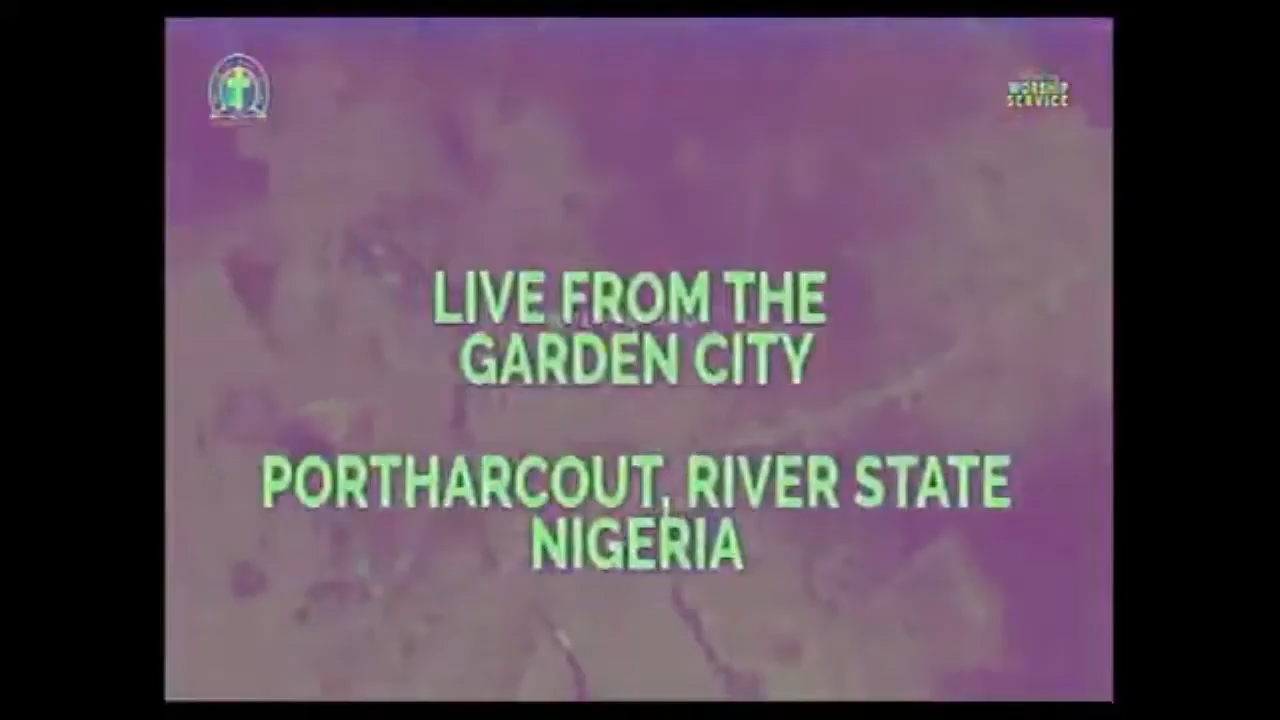 WORSHIP
SERVICE
LIVE FROM THE
GARDEN CITY
PORTHARCOUT, RIVER STATE
NIGERIA